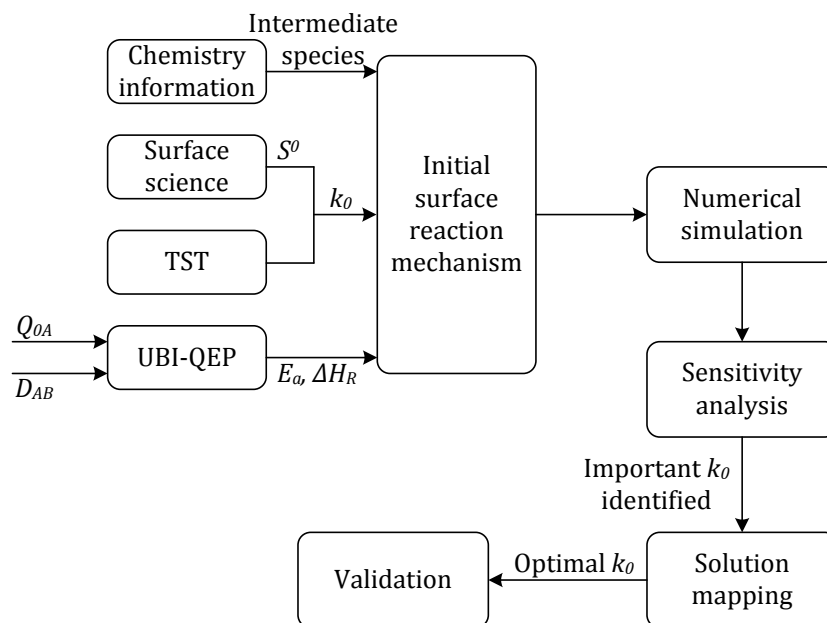 Intermediate
species
Chemistry
information
Surface
science
S⁰
k₀
TST
Q₀A
D_AB
UBI-QEP
Eₐ, ΔH_R
Initial
surface
reaction
mechanism
Numerical
simulation
Sensitivity
analysis
Important k₀
identified
Solution
mapping
Optimal k₀
Validation